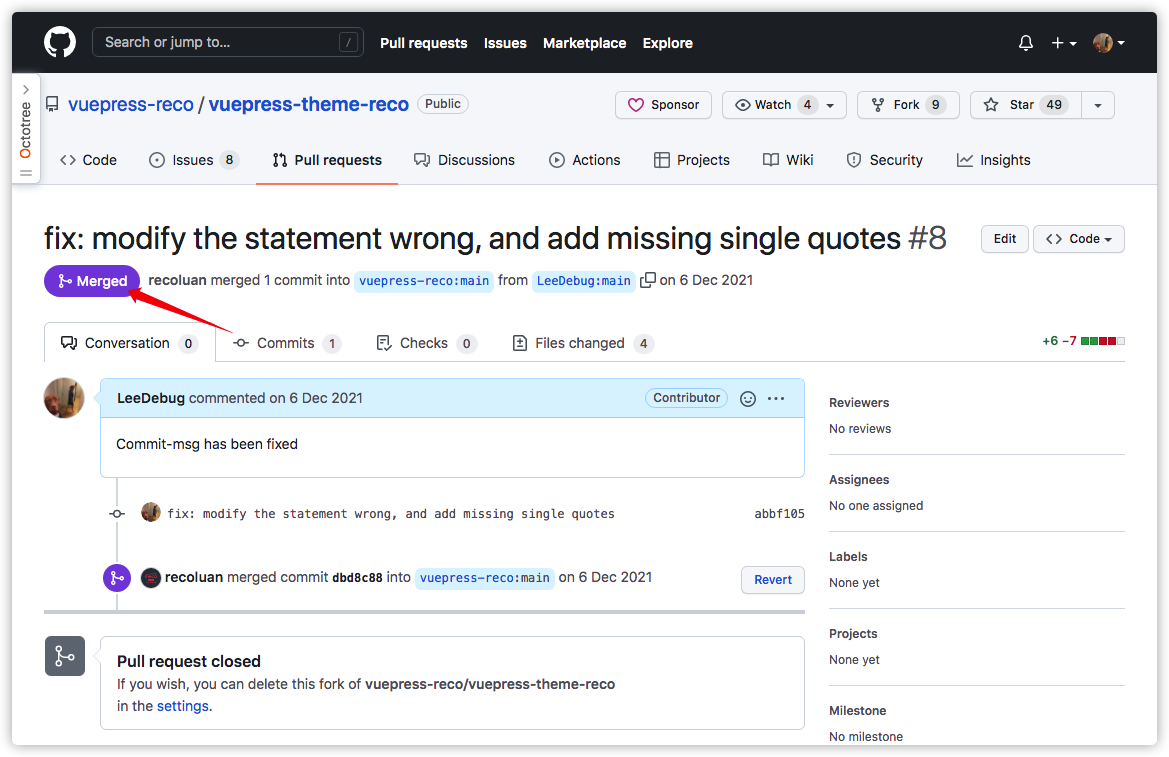 Search or jump to... /
Pull requests Issues Marketplace Explore
Octotree
vuepress-reco / vuepress-theme-reco Public
Sponsor Watch 4 Fork 9 Star 49
Code Issues 8 Pull requests Discussions Actions Projects Wiki Security Insights
fix: modify the statement wrong, and add missing single quotes #8
Edit Code
Merged recoluan merged 1 commit into vuepress-reco:main from LeeDebug:main on 6 Dec 2021
Conversation 0 Commits 1 Checks 0 Files changed 4
+6 −7
LeeDebug commented on 6 Dec 2021 Contributor
Commit-msg has been fixed
fix: modify the statement wrong, and add missing single quotes abbf105
recoluan merged commit dbd8c88 into vuepress-reco:main on 6 Dec 2021 Revert
Pull request closed
If you wish, you can delete this fork of vuepress-reco/vuepress-theme-reco
in the settings.
Reviewers
No reviews
Assignees
No one assigned
Labels
None yet
Projects
None yet
Milestone
No milestone